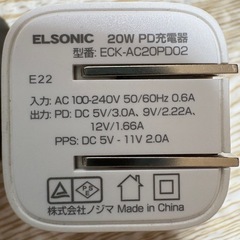 ELSONIC 20W PD充電器
型番: ECK-AC20PD02
E22
入力: AC 100-240V 50/60Hz 0.6A
出力: PD: DC 5V/3.0A, 9V/2.22A,
12V/1.66A
PPS: DC 5V - 11V 2.0A
PSE
株式会社ノジマ Made in China